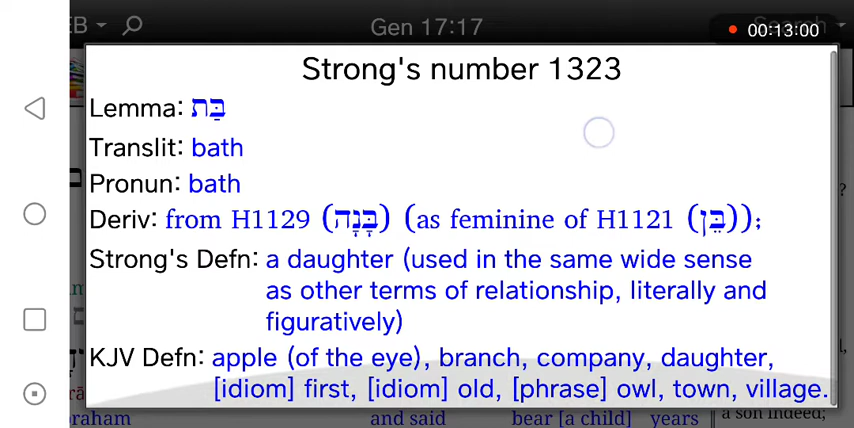 EB
Gen 17:17
Search
00:13:00
Strong's number 1323
Lemma: בַּת
Translit: bath
Pronun: bath
Deriv: from H1129 (בָּנָה) (as feminine of H1121 (בֵּן));
Strong's Defn: a daughter (used in the same wide sense
as other terms of relationship, literally and
figuratively)
KJV Defn: apple (of the eye), branch, company, daughter,
[idiom] first, [idiom] old, [phrase] owl, town, village.
braham and said bear [a child] years a son indeed;